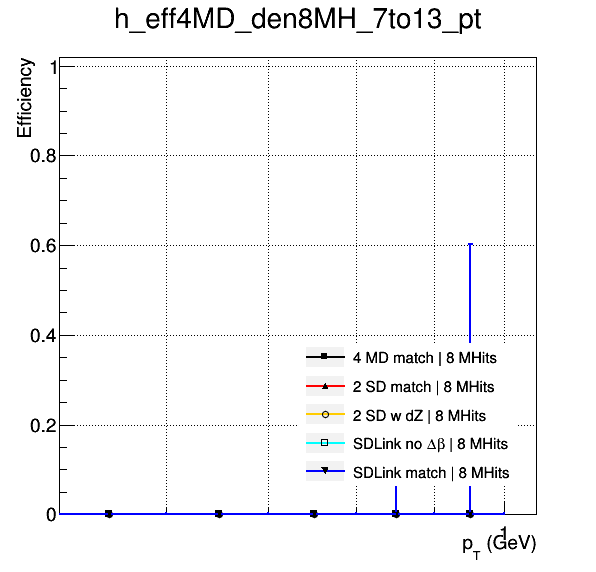 h_eff4MD_den8MH_7to13_pt
Efficiency
1
0.8
0.6
0.4
0.2
0
4 MD match | 8 MHits
2 SD match | 8 MHits
2 SD w dZ | 8 MHits
SDLink no Δβ | 8 MHits
SDLink match | 8 MHits
1
p_T (GeV)